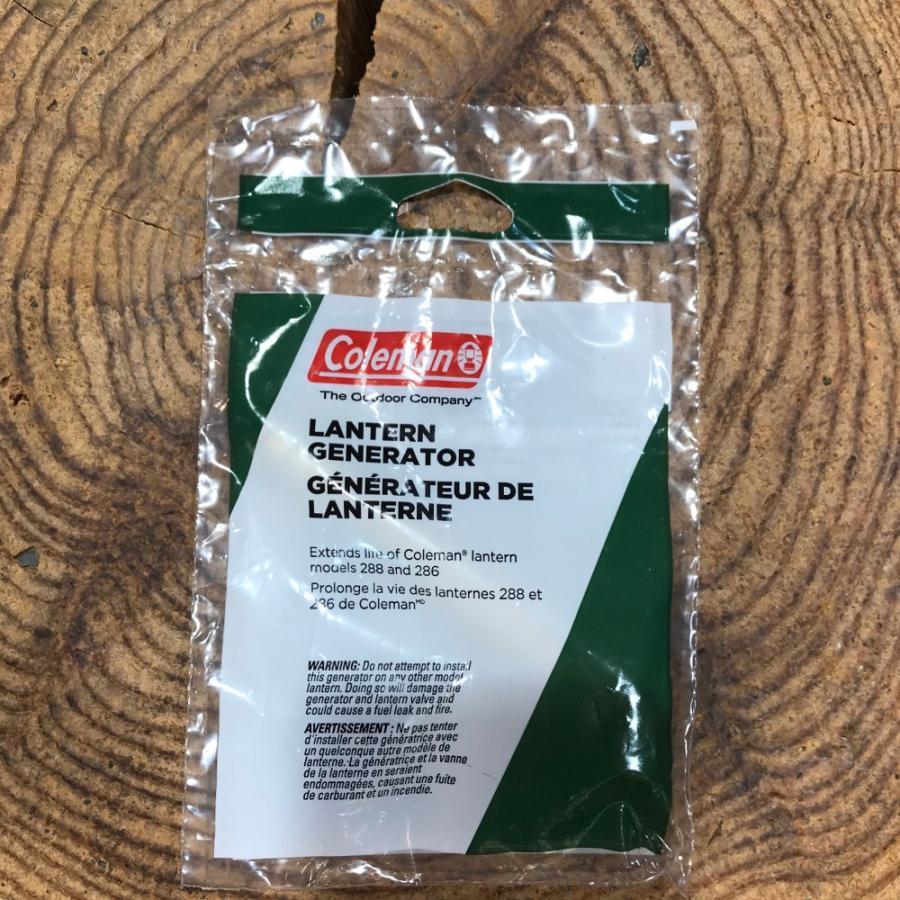 Coleman
The Outdoor Company℠
LANTERN
GENERATOR
GÉNÉRATEUR DE
LANTERNE
Extends life of Coleman® lantern
models 288 and 286
Prolonge la vie des lanternes 288 et
286 de Coleman ᴹᴰ
WARNING: Do not attempt to install
this generator on any other model
lantern. Doing so will damage the
generator and lantern valve and
could cause a fuel leak and fire.
AVERTISSEMENT : Ne pas tenter
d'installer cette génératrice avec
un quelconque autre modèle de
lanterne. La génératrice et la vanne
de la lanterne en seraient
endommagées, causant une fuite
de carburant et un incendie.